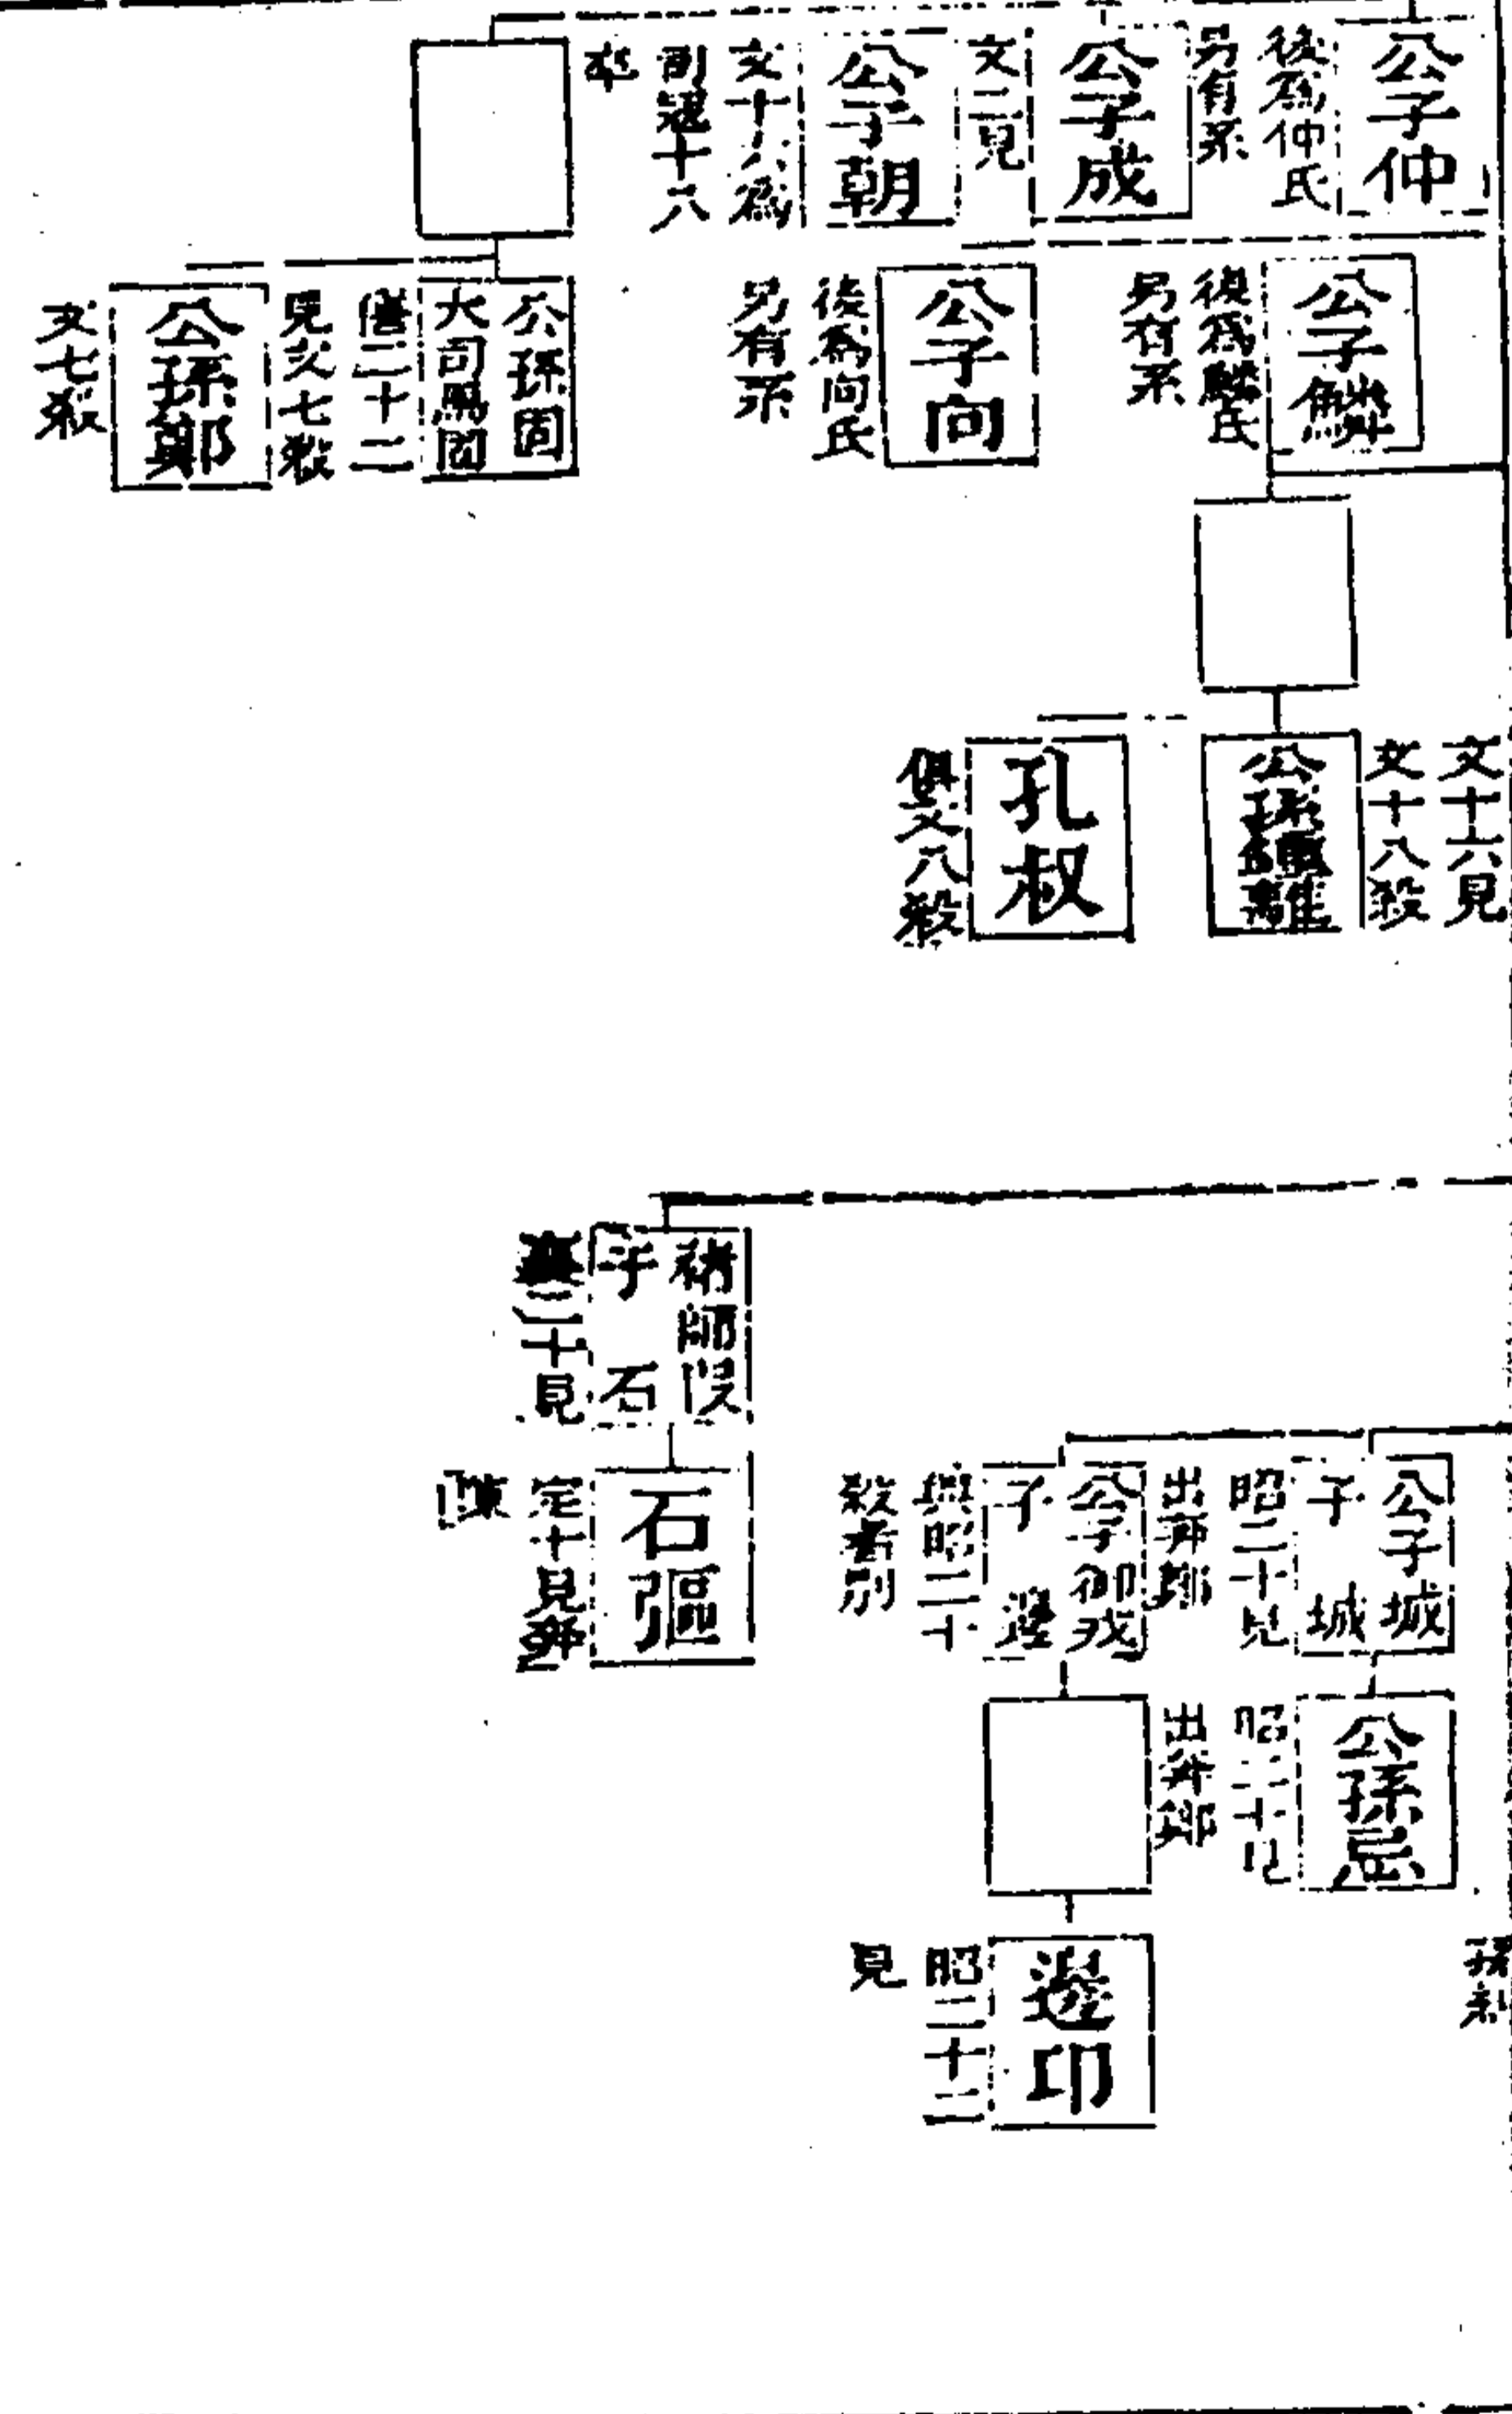 公子仲
後為仲氏
另有系
公子成
文二見
公子朝
文十八為
司寇十八
卒
公子鱗
後為鱗氏
另有系
公子向
後為向氏
另有系
公孫固
大司馬固
僖二十二
見文七殺
公孫鄭
文七殺
文十六見
文十八殺
公孫鍾離
孔叔
俱文八殺
褚師段
子石
襄二十見
石彄
定十見奔
陳
公子城
子城
昭二十見
出奔鄭
公子御戎
子邊
與昭二十
殺者別
公孫忌
昭二十見
出奔鄭
邊卬
昭二十二
見